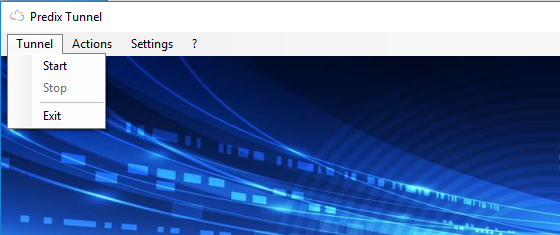 Predix Tunnel
Tunnel Actions Settings ?
Start
Stop
Exit